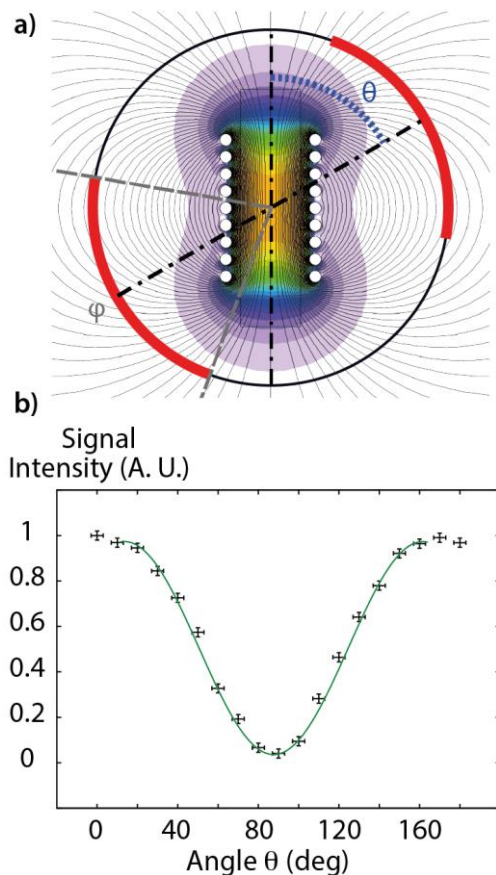 a)
θ
φ
b)
Signal
Intensity (A. U.)
1
0.8
0.6
0.4
0.2
0
0 40 80 120 160
Angle θ (deg)